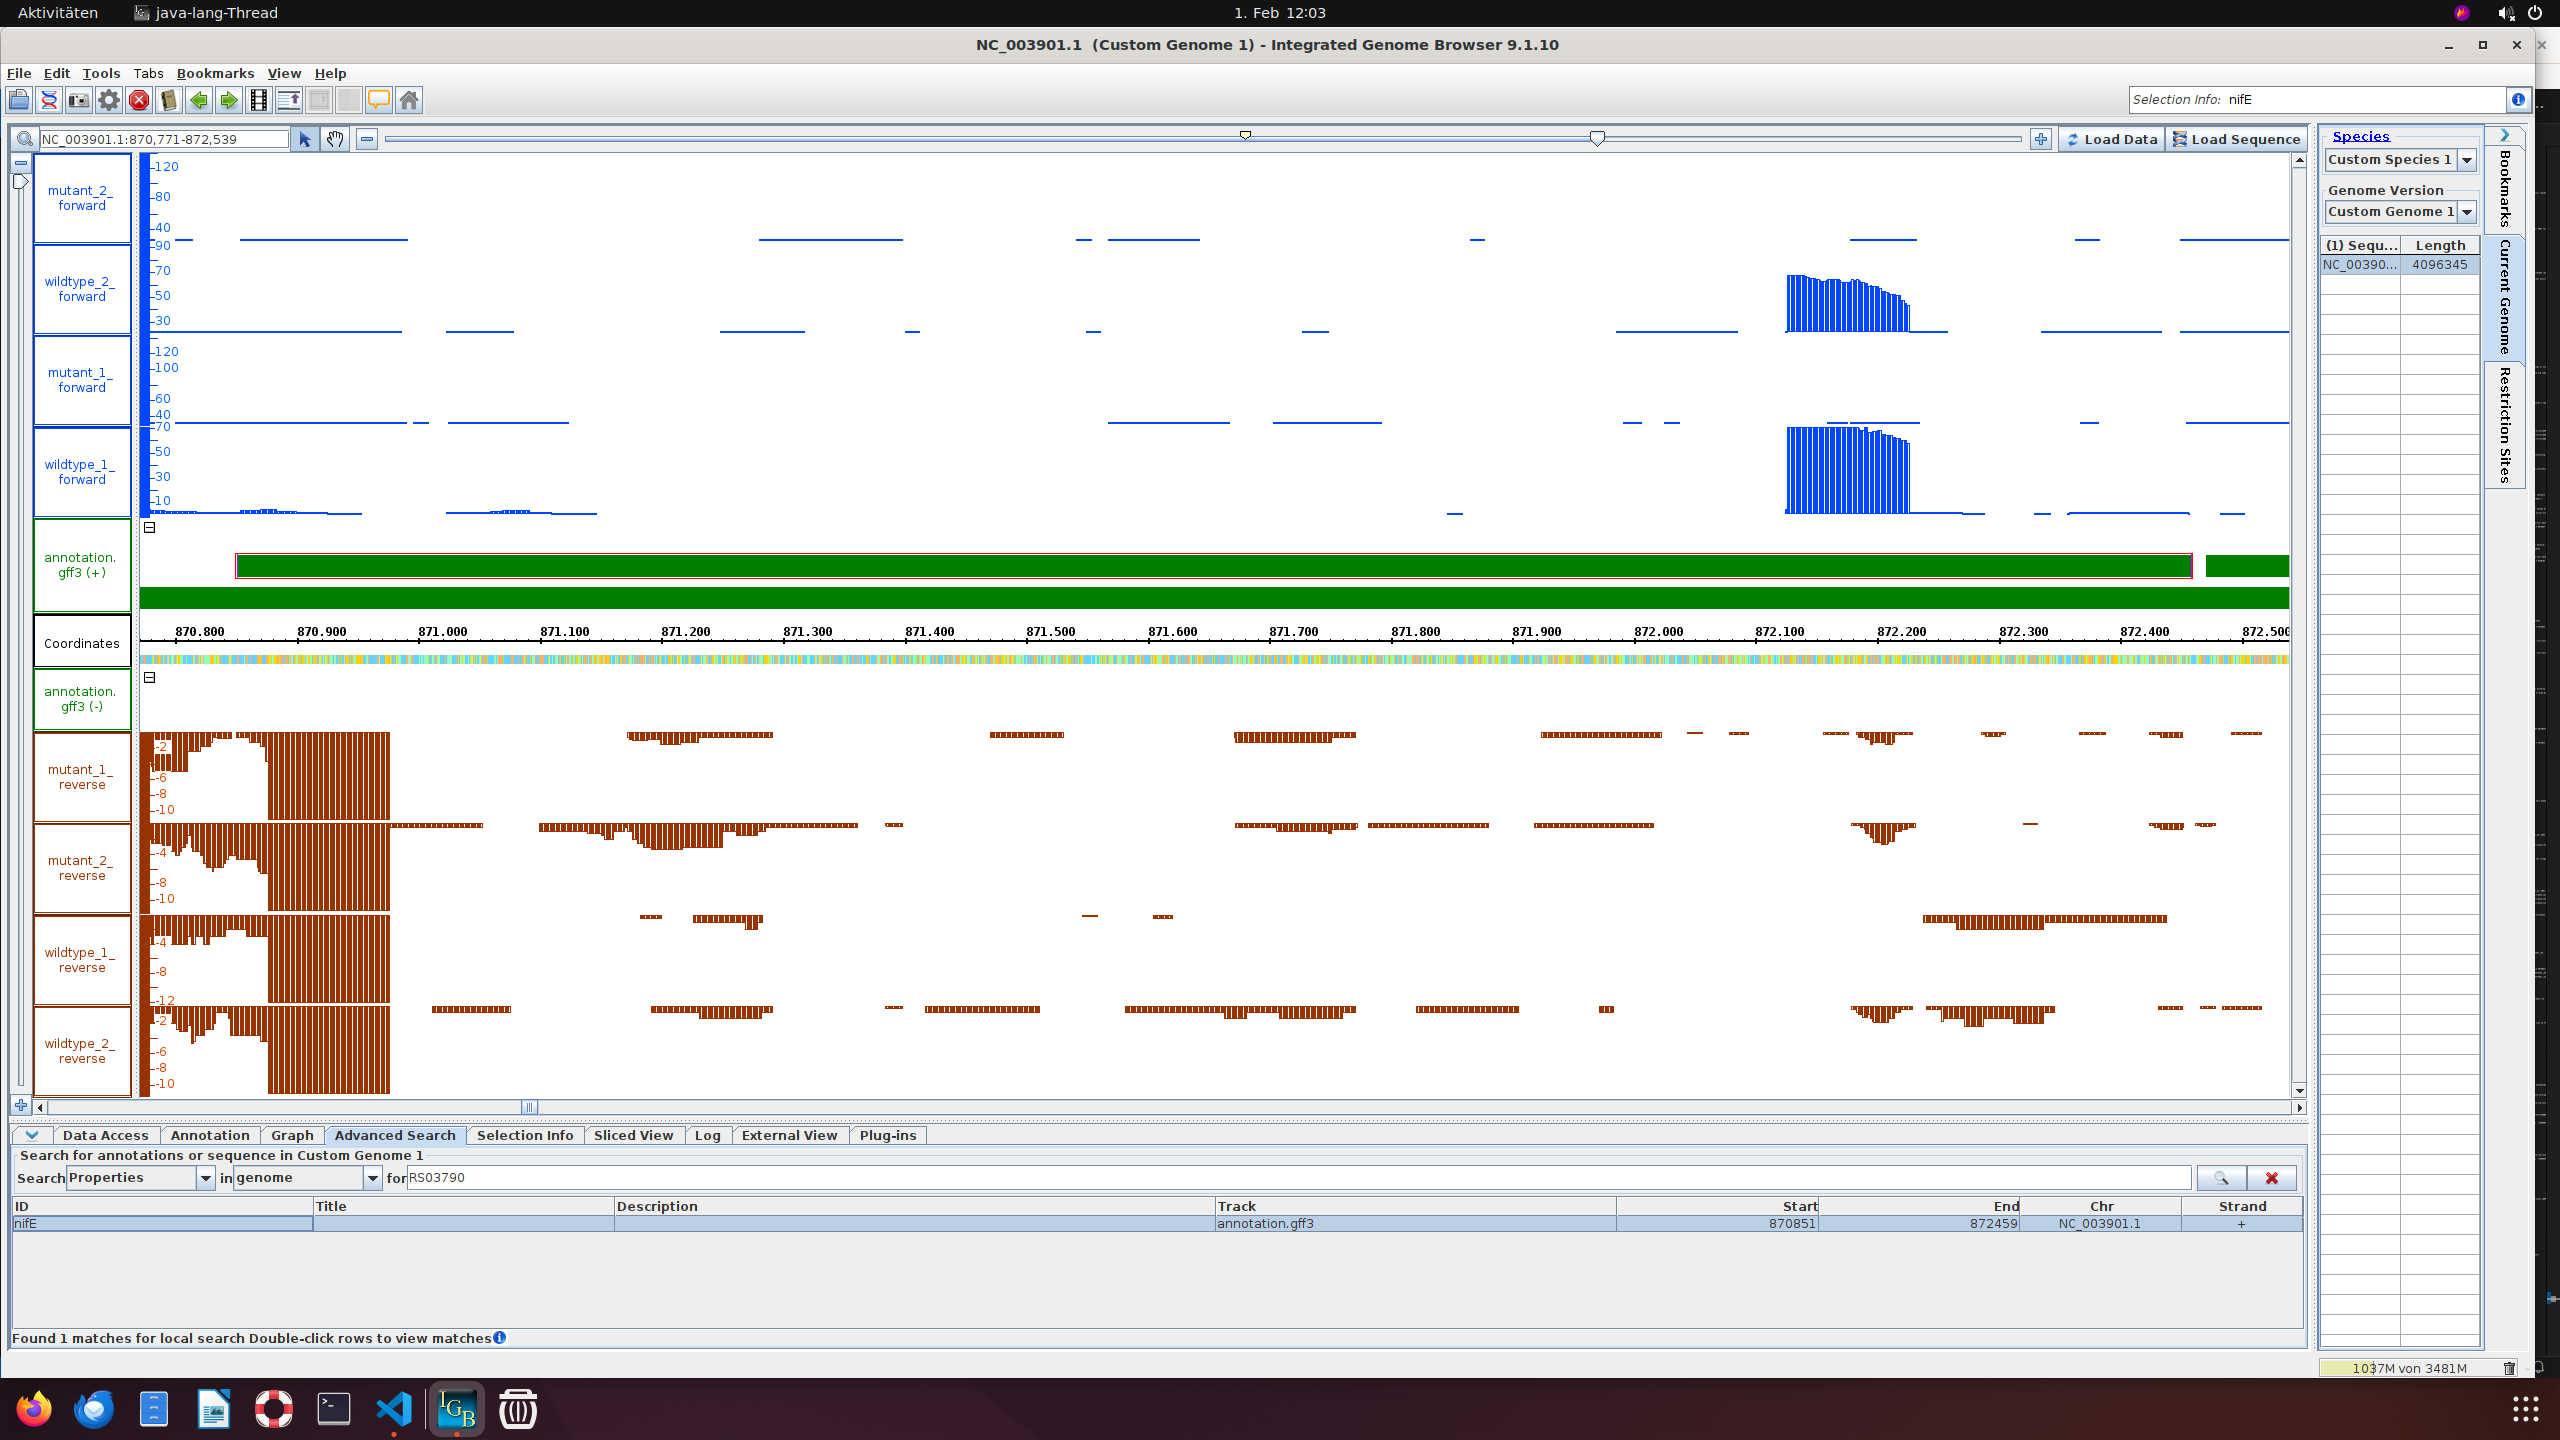 Aktivitäten java-lang-Thread 1. Feb 12:03
NC_003901.1 (Custom Genome 1) - Integrated Genome Browser 9.1.10
File Edit Tools Tabs Bookmarks View Help
Selection Info: nifE
NC_003901.1:870,771-872,539 Load Data Load Sequence
Species
Custom Species 1
Genome Version
Custom Genome 1
(1) Sequ... Length
NC_00390... 4096345
Bookmarks
Current Genome
Restriction Sites
mutant_2_
forward
120
80
40
wildtype_2_
forward
90
70
50
30
mutant_1_
forward
120
100
60
40
wildtype_1_
forward
70
50
30
10
annotation.
gff3 (+)
Coordinates
870.800 870.900 871.000 871.100 871.200 871.300 871.400 871.500 871.600 871.700 871.800 871.900 872.000 872.100 872.200 872.300 872.400 872.500
annotation.
gff3 (-)
mutant_1_
reverse
-2
-6
-8
-10
mutant_2_
reverse
-4
-8
-10
wildtype_1_
reverse
-4
-8
-12
wildtype_2_
reverse
-2
-6
-8
-10
Data Access Annotation Graph Advanced Search Selection Info Sliced View Log External View Plug-ins
Search for annotations or sequence in Custom Genome 1
Search Properties in genome for RS03790
ID Title Description Track Start End Chr Strand
nifE annotation.gff3 870851 872459 NC_003901.1 +
Found 1 matches for local search Double-click rows to view matches
1037M von 3481M
IGB